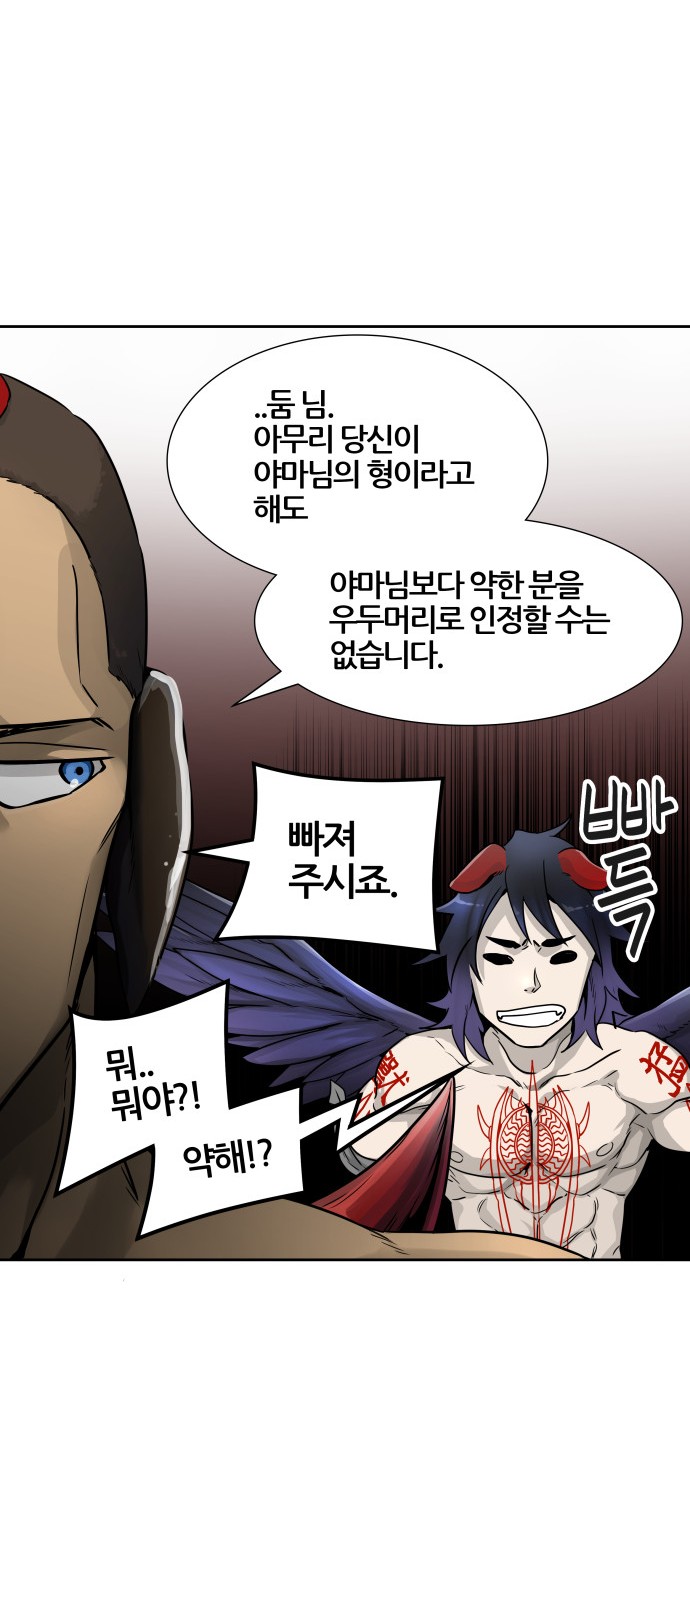 ..둠 님.
아무리 당신이
야마님의 형이라고
해도
야마님보다 약한 분을
우두머리로 인정할 수는
없습니다.
빠져
주시죠.
빠득
뭐..
뭐야?!
약해!?
獸
猛